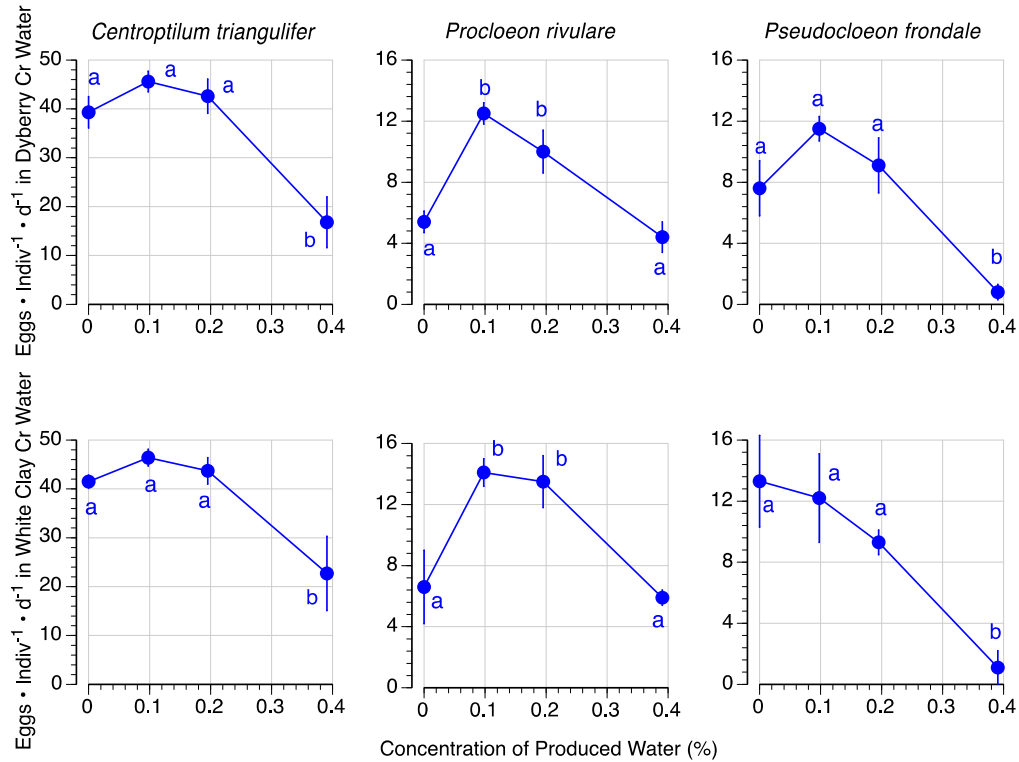 Centroptilum triangulifer
Procloeon rivulare
Pseudocloeon frondale
Eggs • Indiv⁻¹ • d⁻¹ in Dyberry Cr Water
50
40
30
20
10
0
a
a
a
b
0
0.1
0.2
0.3
0.4
16
12
8
4
0
a
b
b
a
0
0.1
0.2
0.3
0.4
16
12
8
4
0
a
a
a
b
0
0.1
0.2
0.3
0.4
Eggs • Indiv⁻¹ • d⁻¹ in White Clay Cr Water
50
40
30
20
10
0
a
a
a
b
0
0.1
0.2
0.3
0.4
16
12
8
4
0
a
b
b
a
0
0.1
0.2
0.3
0.4
16
12
8
4
0
a
a
a
b
0
0.1
0.2
0.3
0.4
Concentration of Produced Water (%)